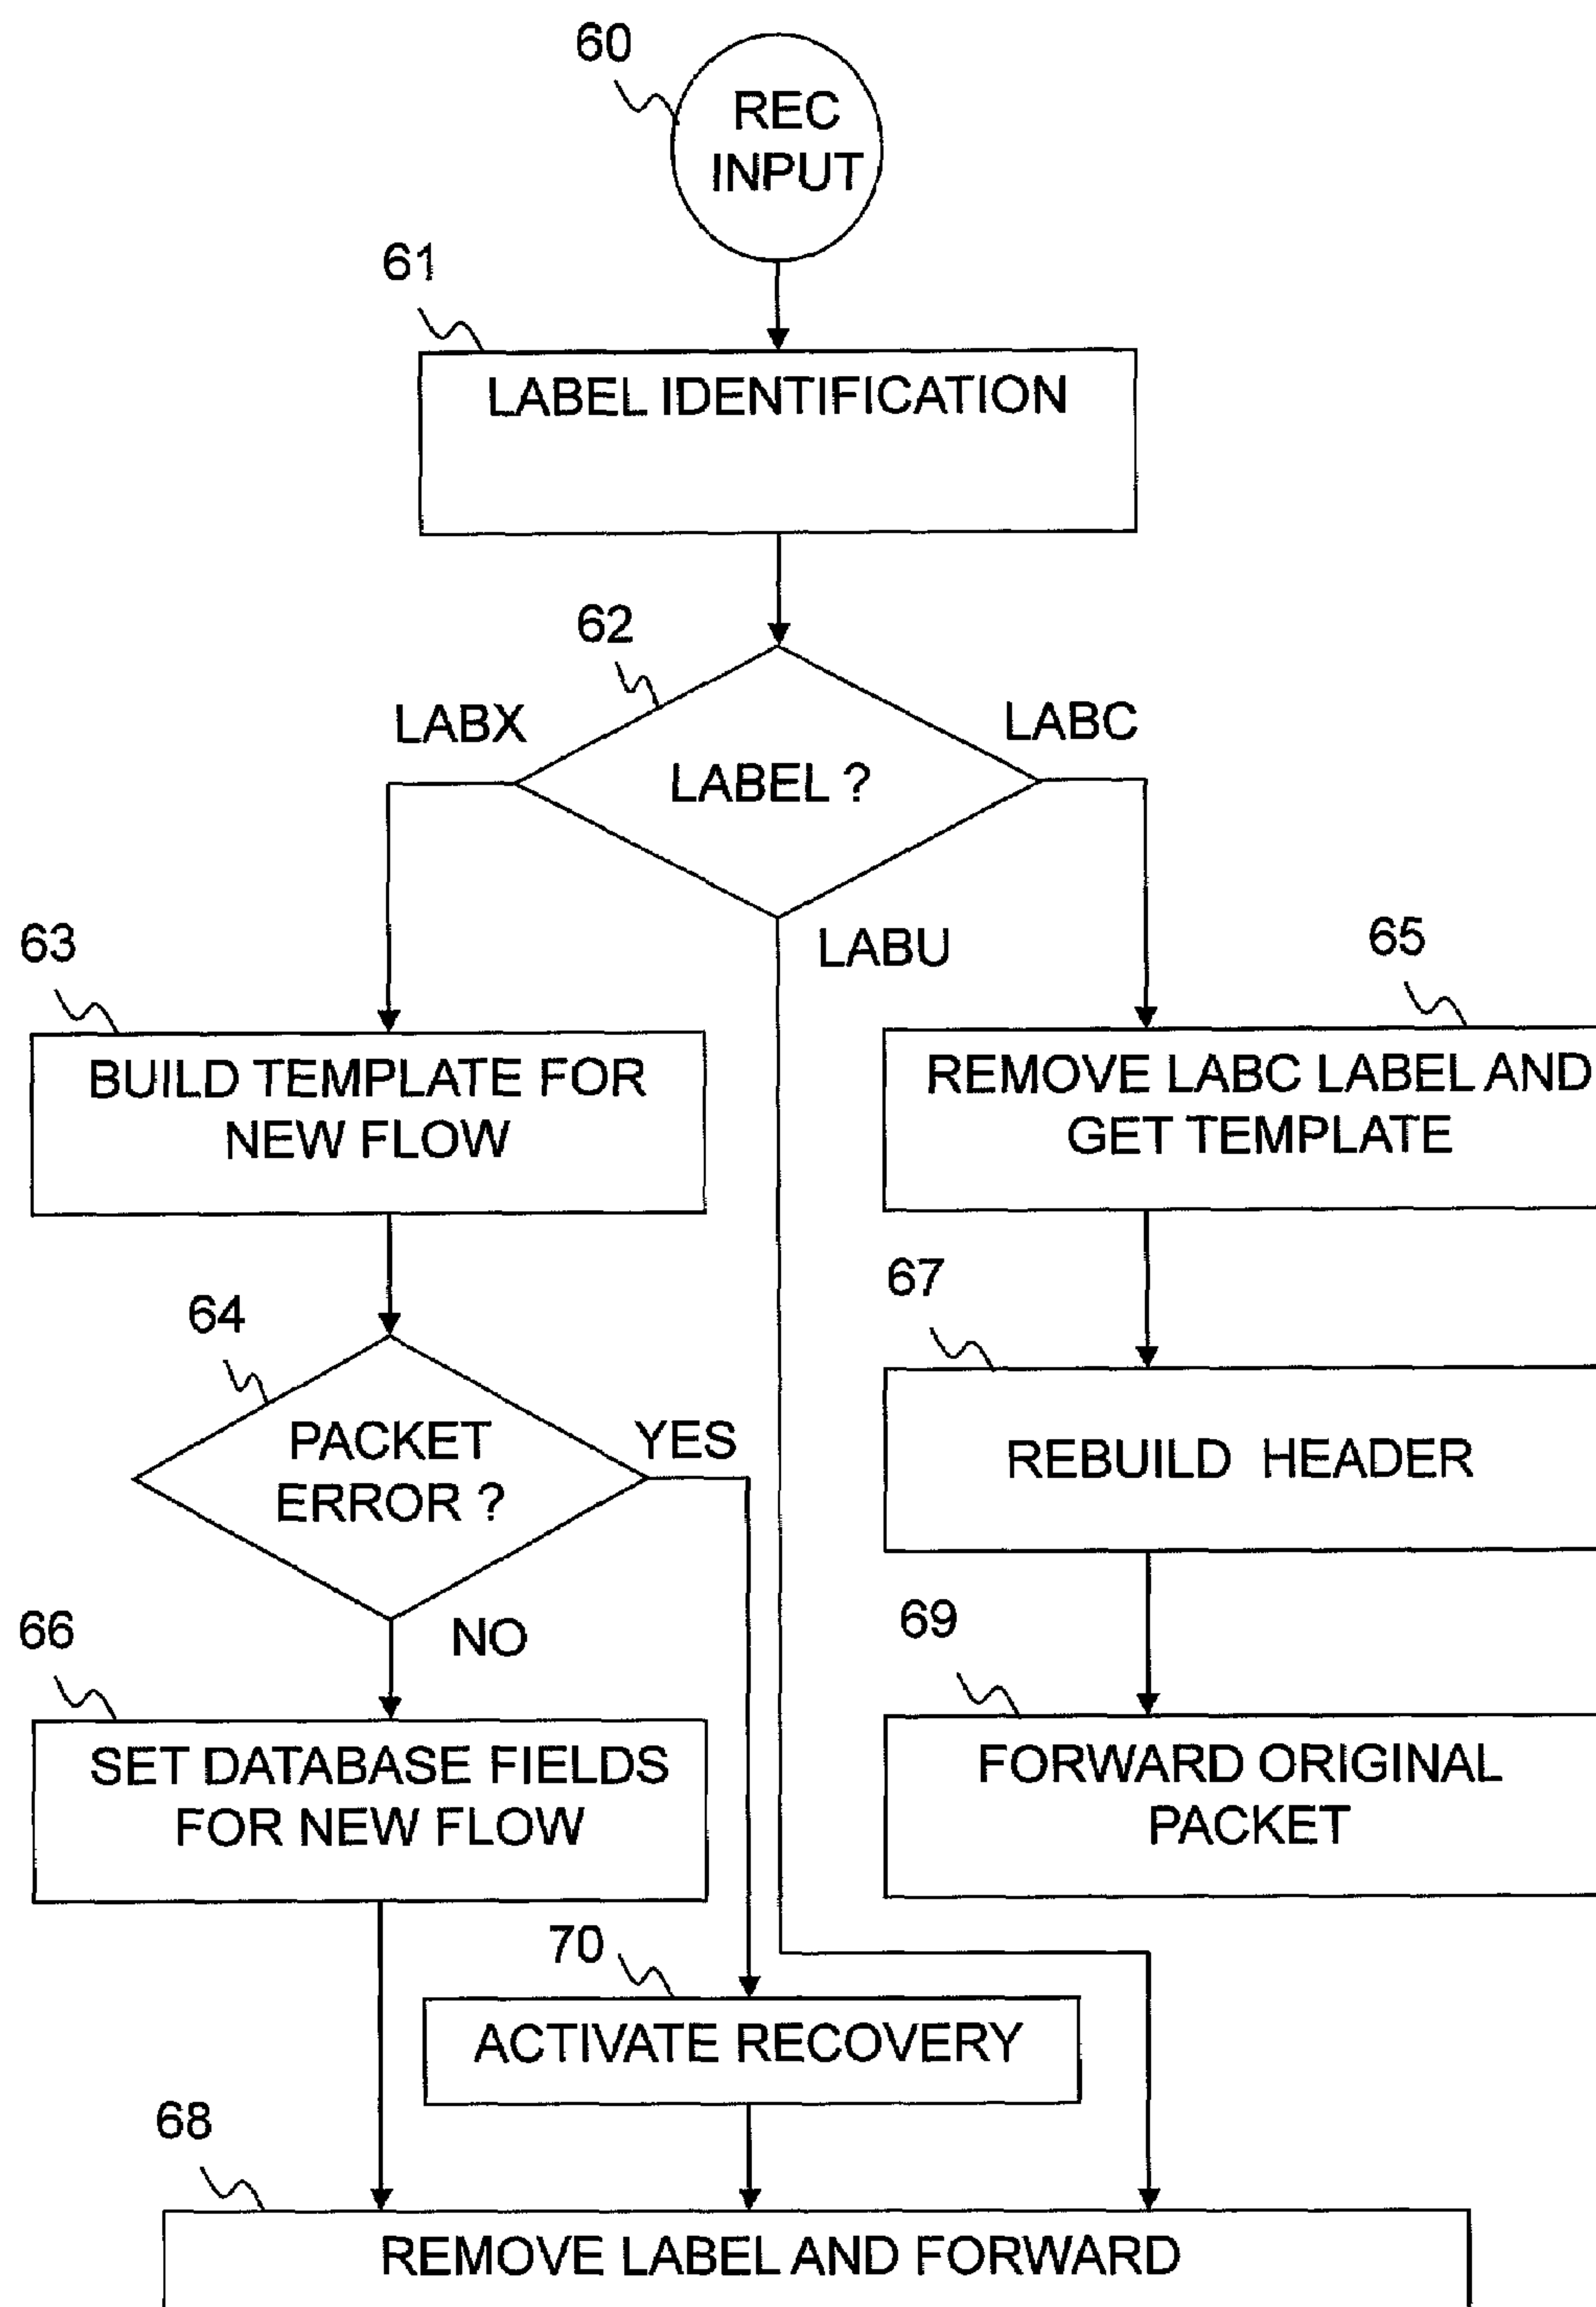 60
REC
INPUT
61
LABEL IDENTIFICATION
62
LABX
LABC
LABEL ?
LABU
63
65
BUILD TEMPLATE FOR
NEW FLOW
REMOVE LABC LABEL AND
GET TEMPLATE
64
67
PACKET
ERROR ?
YES
REBUILD HEADER
NO
66
69
SET DATABASE FIELDS
FOR NEW FLOW
FORWARD ORIGINAL
PACKET
70
ACTIVATE RECOVERY
68
REMOVE LABEL AND FORWARD